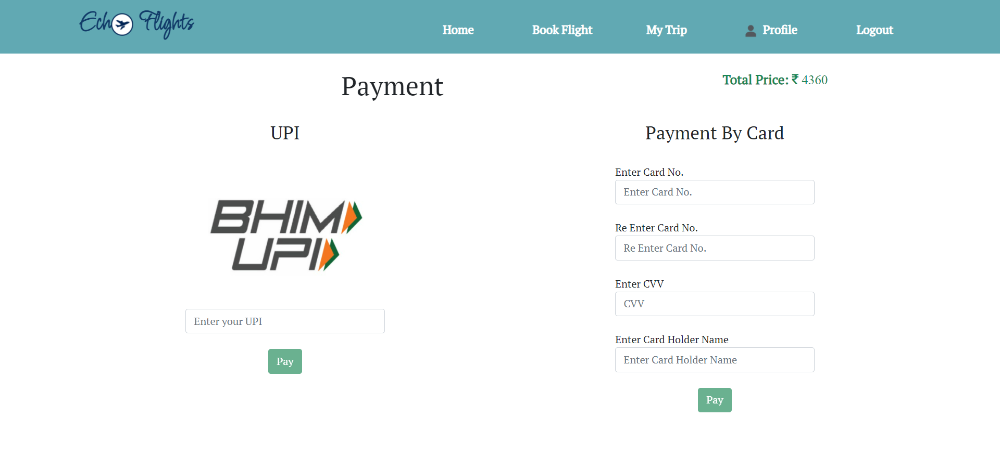 Echo Flights
Home Book Flight My Trip Profile Logout
Payment
Total Price: ₹ 4360
UPI
BHIM
UPI
Enter your UPI
Pay
Payment By Card
Enter Card No.
Enter Card No.
Re Enter Card No.
Re Enter Card No.
Enter CVV
CVV
Enter Card Holder Name
Enter Card Holder Name
Pay